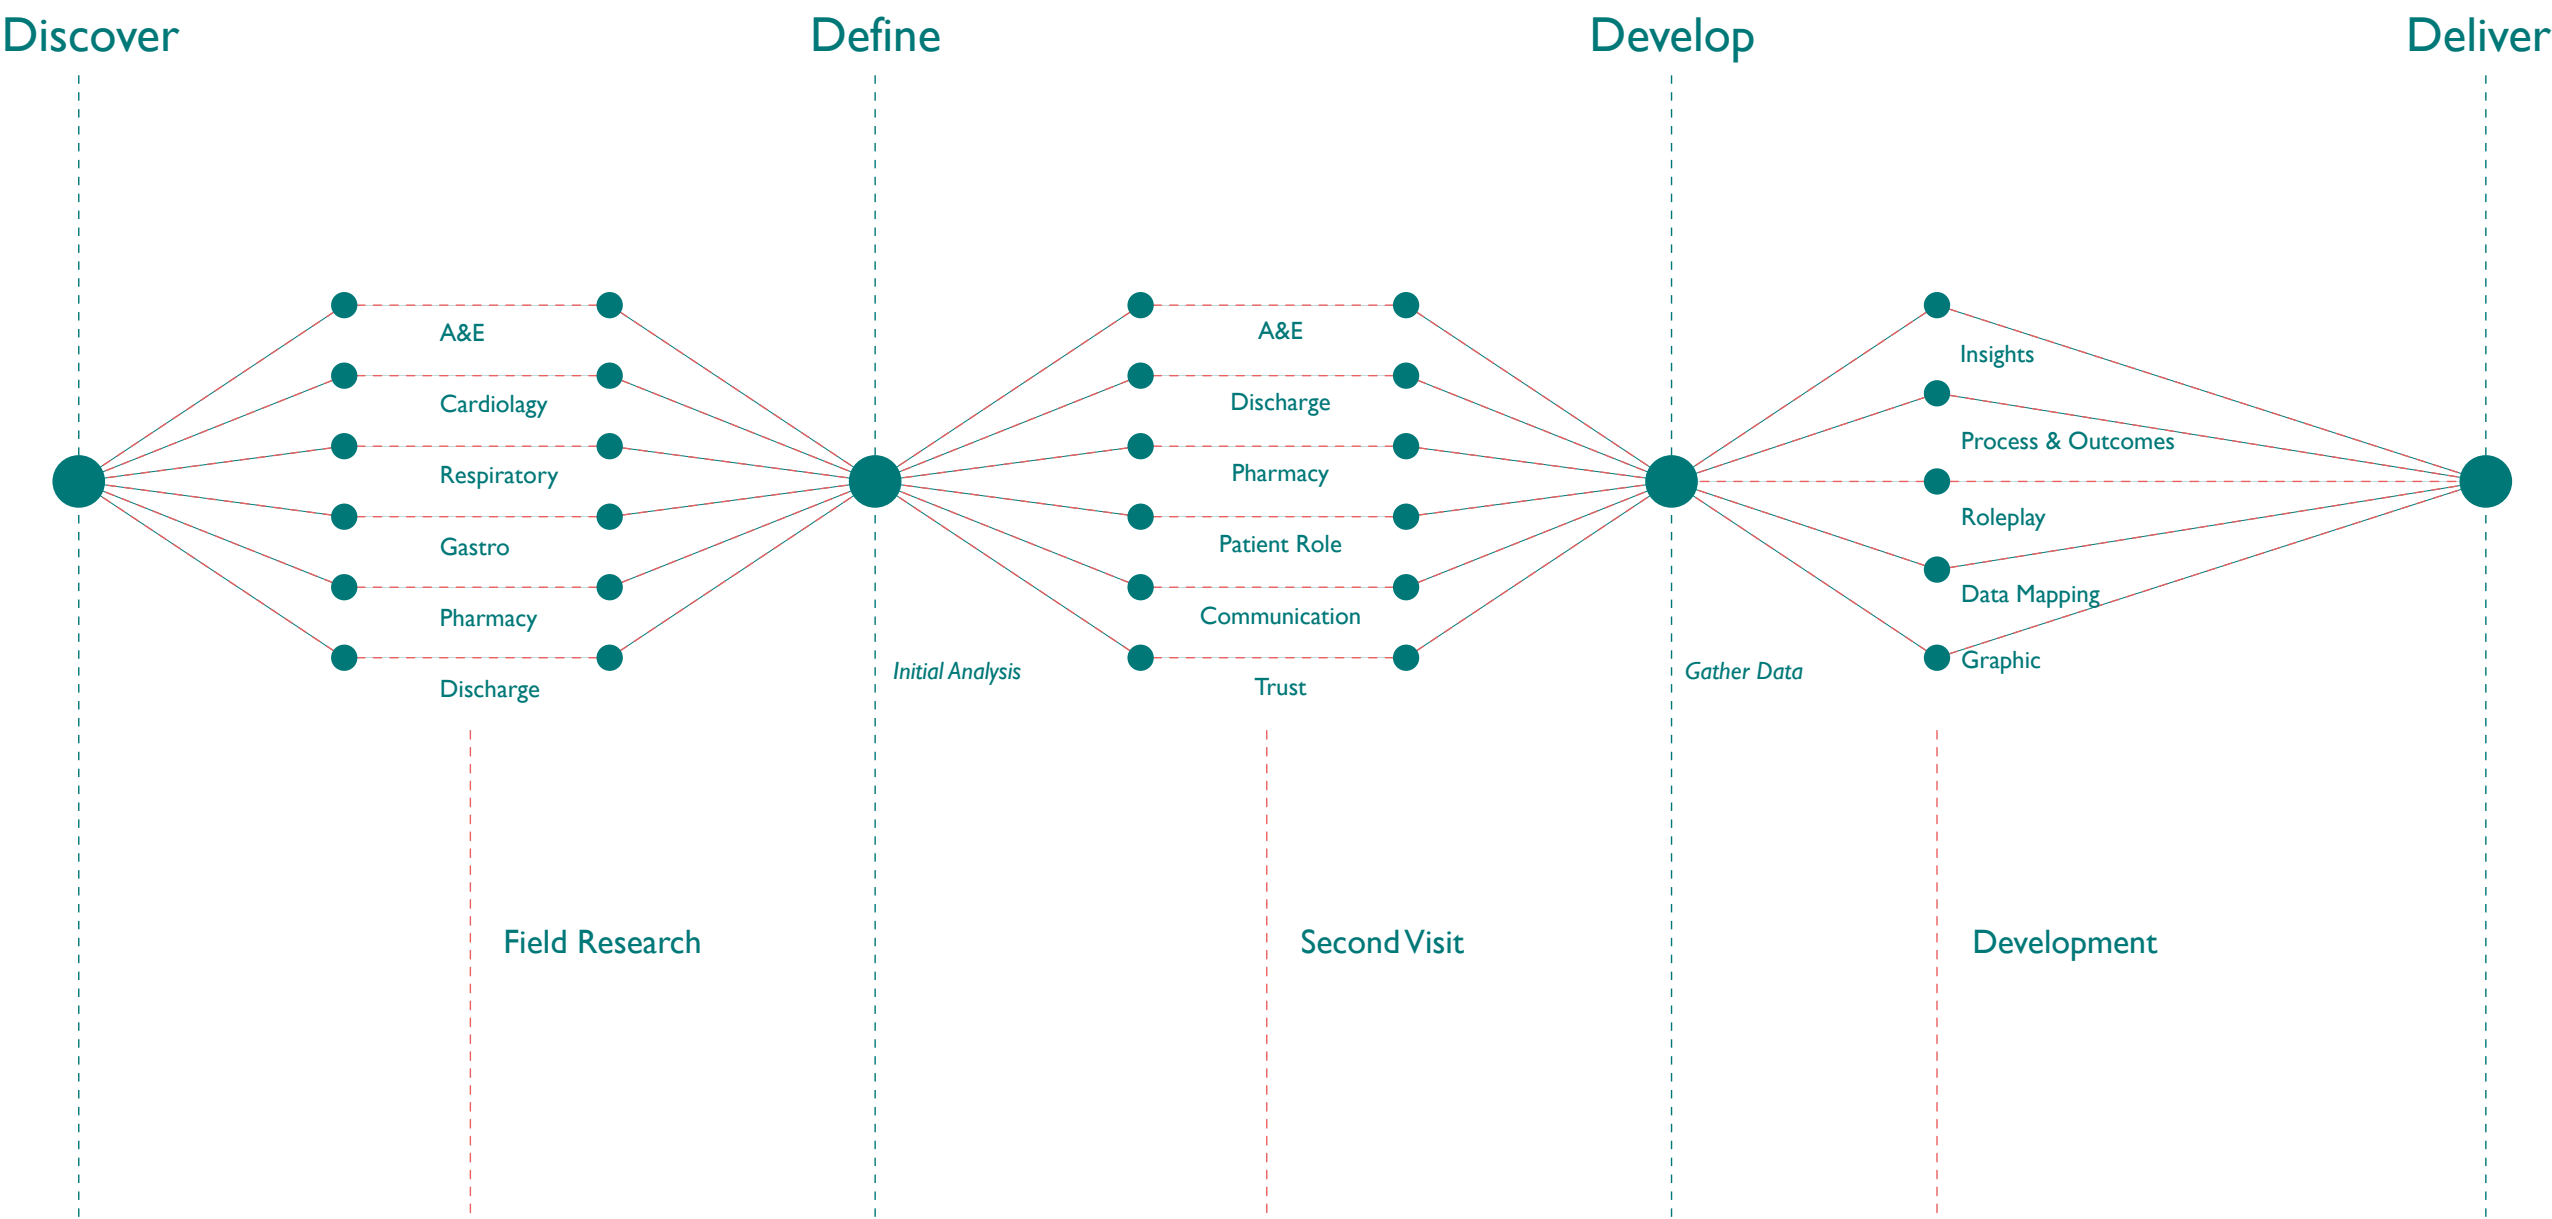 Discover
Define
Develop
Deliver
A&E
Cardiolagy
Respiratory
Gastro
Pharmacy
Discharge
Initial Analysis
A&E
Discharge
Pharmacy
Patient Role
Communication
Trust
Gather Data
Insights
Process & Outcomes
Roleplay
Data Mapping
Graphic
Field Research
Second Visit
Development